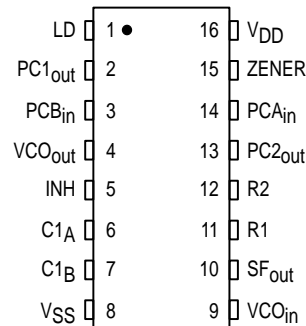 LD 1 16 VDD
PC1out 2 15 ZENER
PCBin 3 14 PCAin
VCOout 4 13 PC2out
INH 5 12 R2
C1A 6 11 R1
C1B 7 10 SFout
VSS 8 9 VCOin